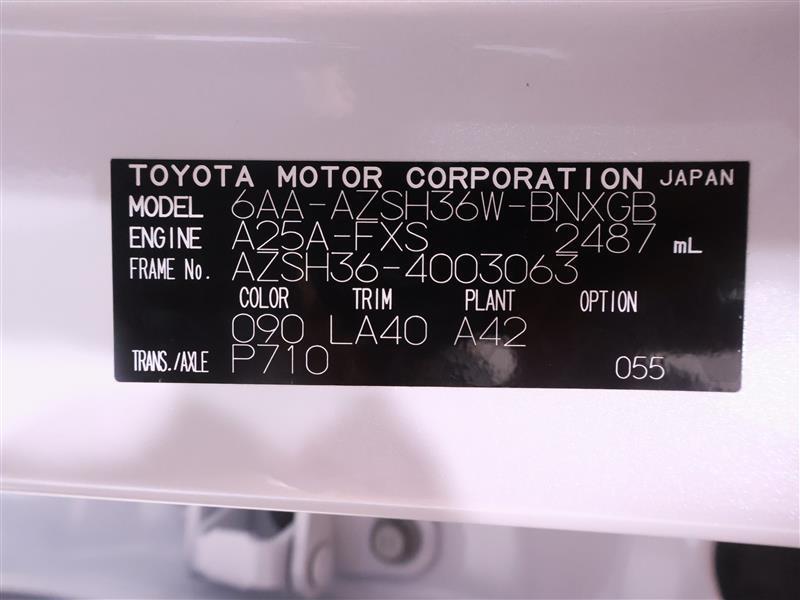 TOYOTA MOTOR CORPORATION JAPAN
MODEL 6AA-AZSH36W-BNXGB
ENGINE A25A-FXS 2487 mL
FRAME No. AZSH36-4003063
COLOR TRIM PLANT OPTION
090 LA40 A42
TRANS./AXLE P710 055